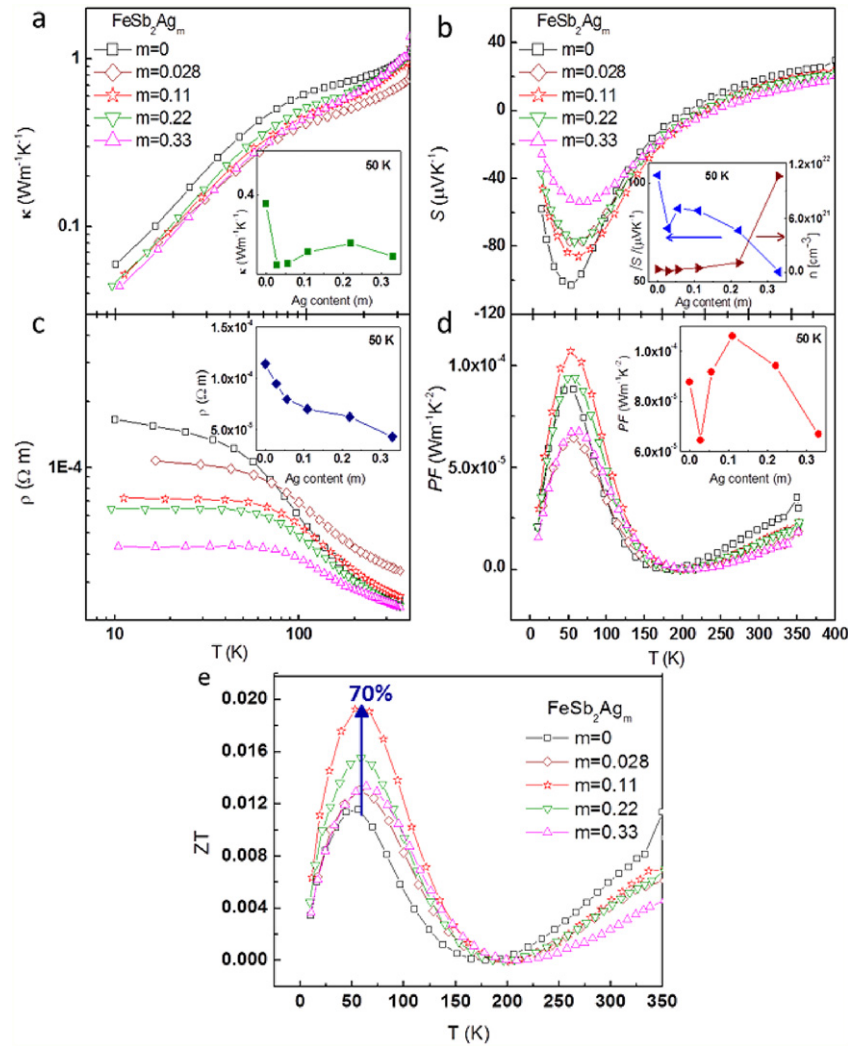 a
FeSb₂Agₘ
m=0
m=0.028
m=0.11
m=0.22
m=0.33
κ (Wm⁻¹K⁻¹)
1
0.1
50 K
κ (Wm⁻¹K⁻¹)
0.4
0.0 0.1 0.2 0.3
Ag content (m)
b
FeSb₂Agₘ
m=0
m=0.028
m=0.11
m=0.22
m=0.33
S (μVK⁻¹)
40
20
0
-20
-40
-60
-80
-100
-120
50 K
/S/(μVK⁻¹)
100
50
1.2x10²²
6.0x10²¹
0.0
n [cm⁻³]
0.0 0.1 0.2 0.3
Ag content (m)
c
ρ (Ω m)
1E-4
50 K
ρ (Ω m)
1.5x10⁻⁴
1.0x10⁻⁴
5.0x10⁻⁵
0.0 0.1 0.2 0.3
Ag content (m)
10 100
T (K)
d
PF (Wm⁻¹K⁻²)
1.0x10⁻⁴
5.0x10⁻⁵
0.0
50 K
PF (Wm⁻¹K⁻²)
1.0x10⁻⁴
8.0x10⁻⁵
6.0x10⁻⁵
0.0 0.1 0.2 0.3
Ag content (m)
0 50 100 150 200 250 300 350 400
T (K)
e
70%
FeSb₂Agₘ
m=0
m=0.028
m=0.11
m=0.22
m=0.33
ZT
0.020
0.016
0.012
0.008
0.004
0.000
0 50 100 150 200 250 300 350
T (K)